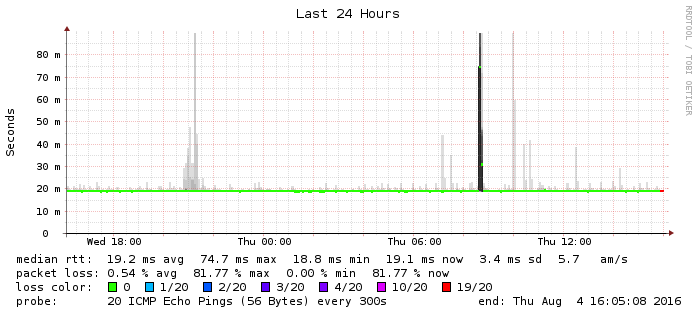 Last 24 Hours
RRDTOOL / TOBI OETIKER
Seconds
80 m
70 m
60 m
50 m
40 m
30 m
20 m
10 m
0
Wed 18:00 Thu 00:00 Thu 06:00 Thu 12:00
median rtt: 19.2 ms avg 74.7 ms max 18.8 ms min 19.1 ms now 3.4 ms sd 5.7 am/s
packet loss: 0.54 % avg 81.77 % max 0.00 % min 81.77 % now
loss color: 0 1/20 2/20 3/20 4/20 10/20 19/20
probe: 20 ICMP Echo Pings (56 Bytes) every 300s end: Thu Aug 4 16:05:08 2016